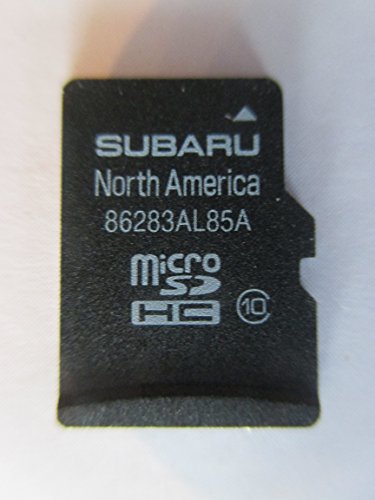 SUBARU
North America
86283AL85A
micro
SD
HC 10